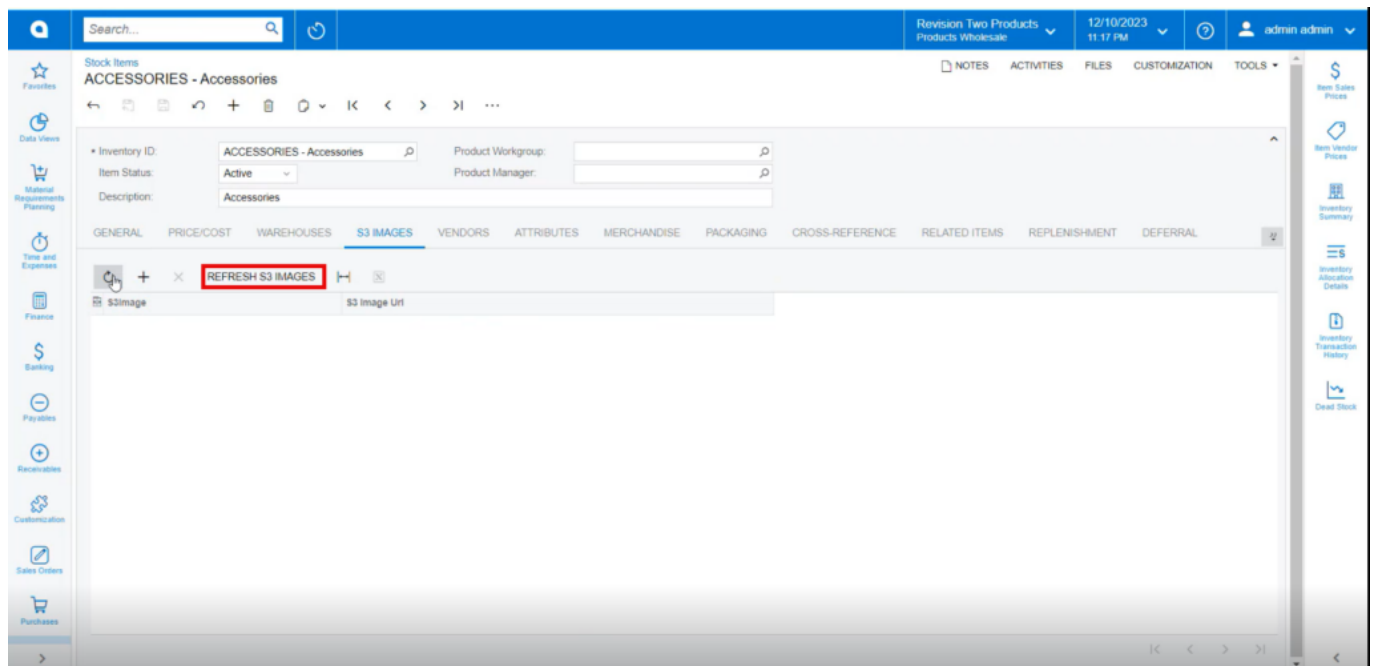 Search...
Revision Two Products
Products Wholesale
12/10/2023
11:17 PM
admin admin
Favorites
Data Views
Material
Requirements
Planning
Time and
Expenses
Finance
Banking
Payables
Receivables
Customization
Sales Orders
Purchases
Stock Items
ACCESSORIES - Accessories
NOTES ACTIVITIES FILES CUSTOMIZATION TOOLS
* Inventory ID: ACCESSORIES - Accessories Product Workgroup:
Item Status: Active Product Manager:
Description: Accessories
GENERAL PRICE/COST WAREHOUSES S3 IMAGES VENDORS ATTRIBUTES MERCHANDISE PACKAGING CROSS-REFERENCE RELATED ITEMS REPLENISHMENT DEFERRAL
REFRESH S3 IMAGES
S3Image S3 Image Url
Item Sales
Prices
Item Vendor
Prices
Inventory
Summary
Inventory
Allocation
Details
Inventory
Transaction
History
Dead Stock